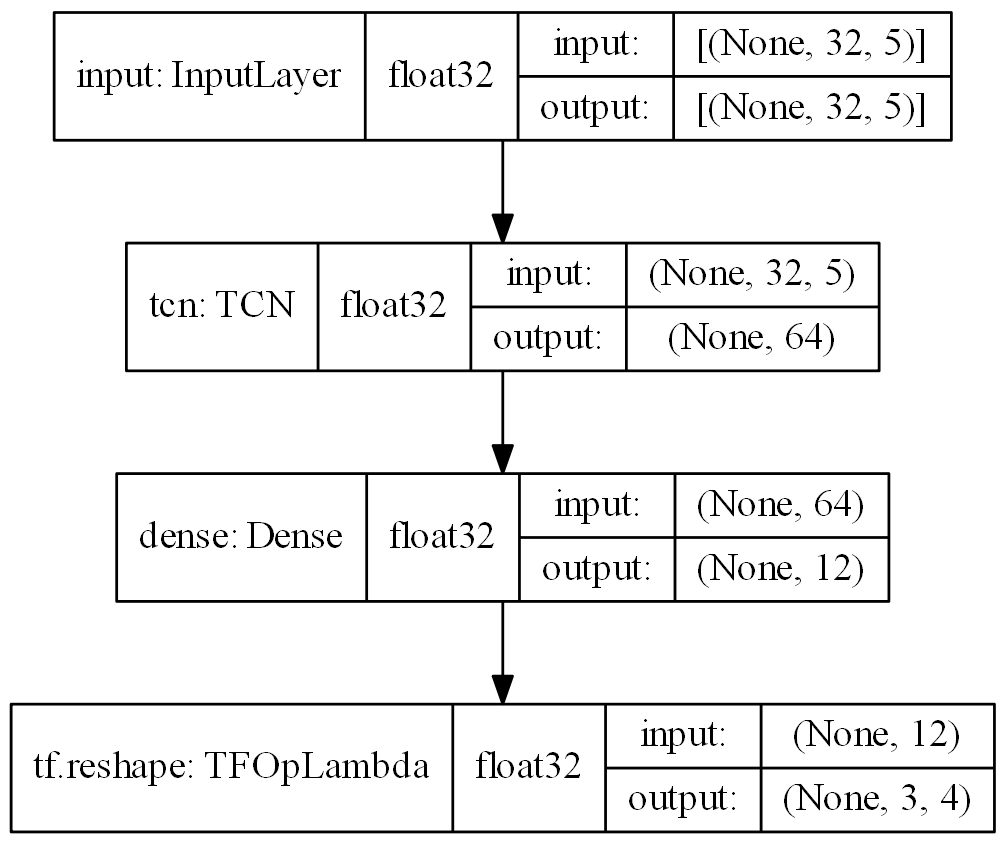 input: InputLayer float32 input: [(None, 32, 5)]
output: [(None, 32, 5)]
tcn: TCN float32 input: (None, 32, 5)
output: (None, 64)
dense: Dense float32 input: (None, 64)
output: (None, 12)
tf.reshape: TFOpLambda float32 input: (None, 12)
output: (None, 3, 4)